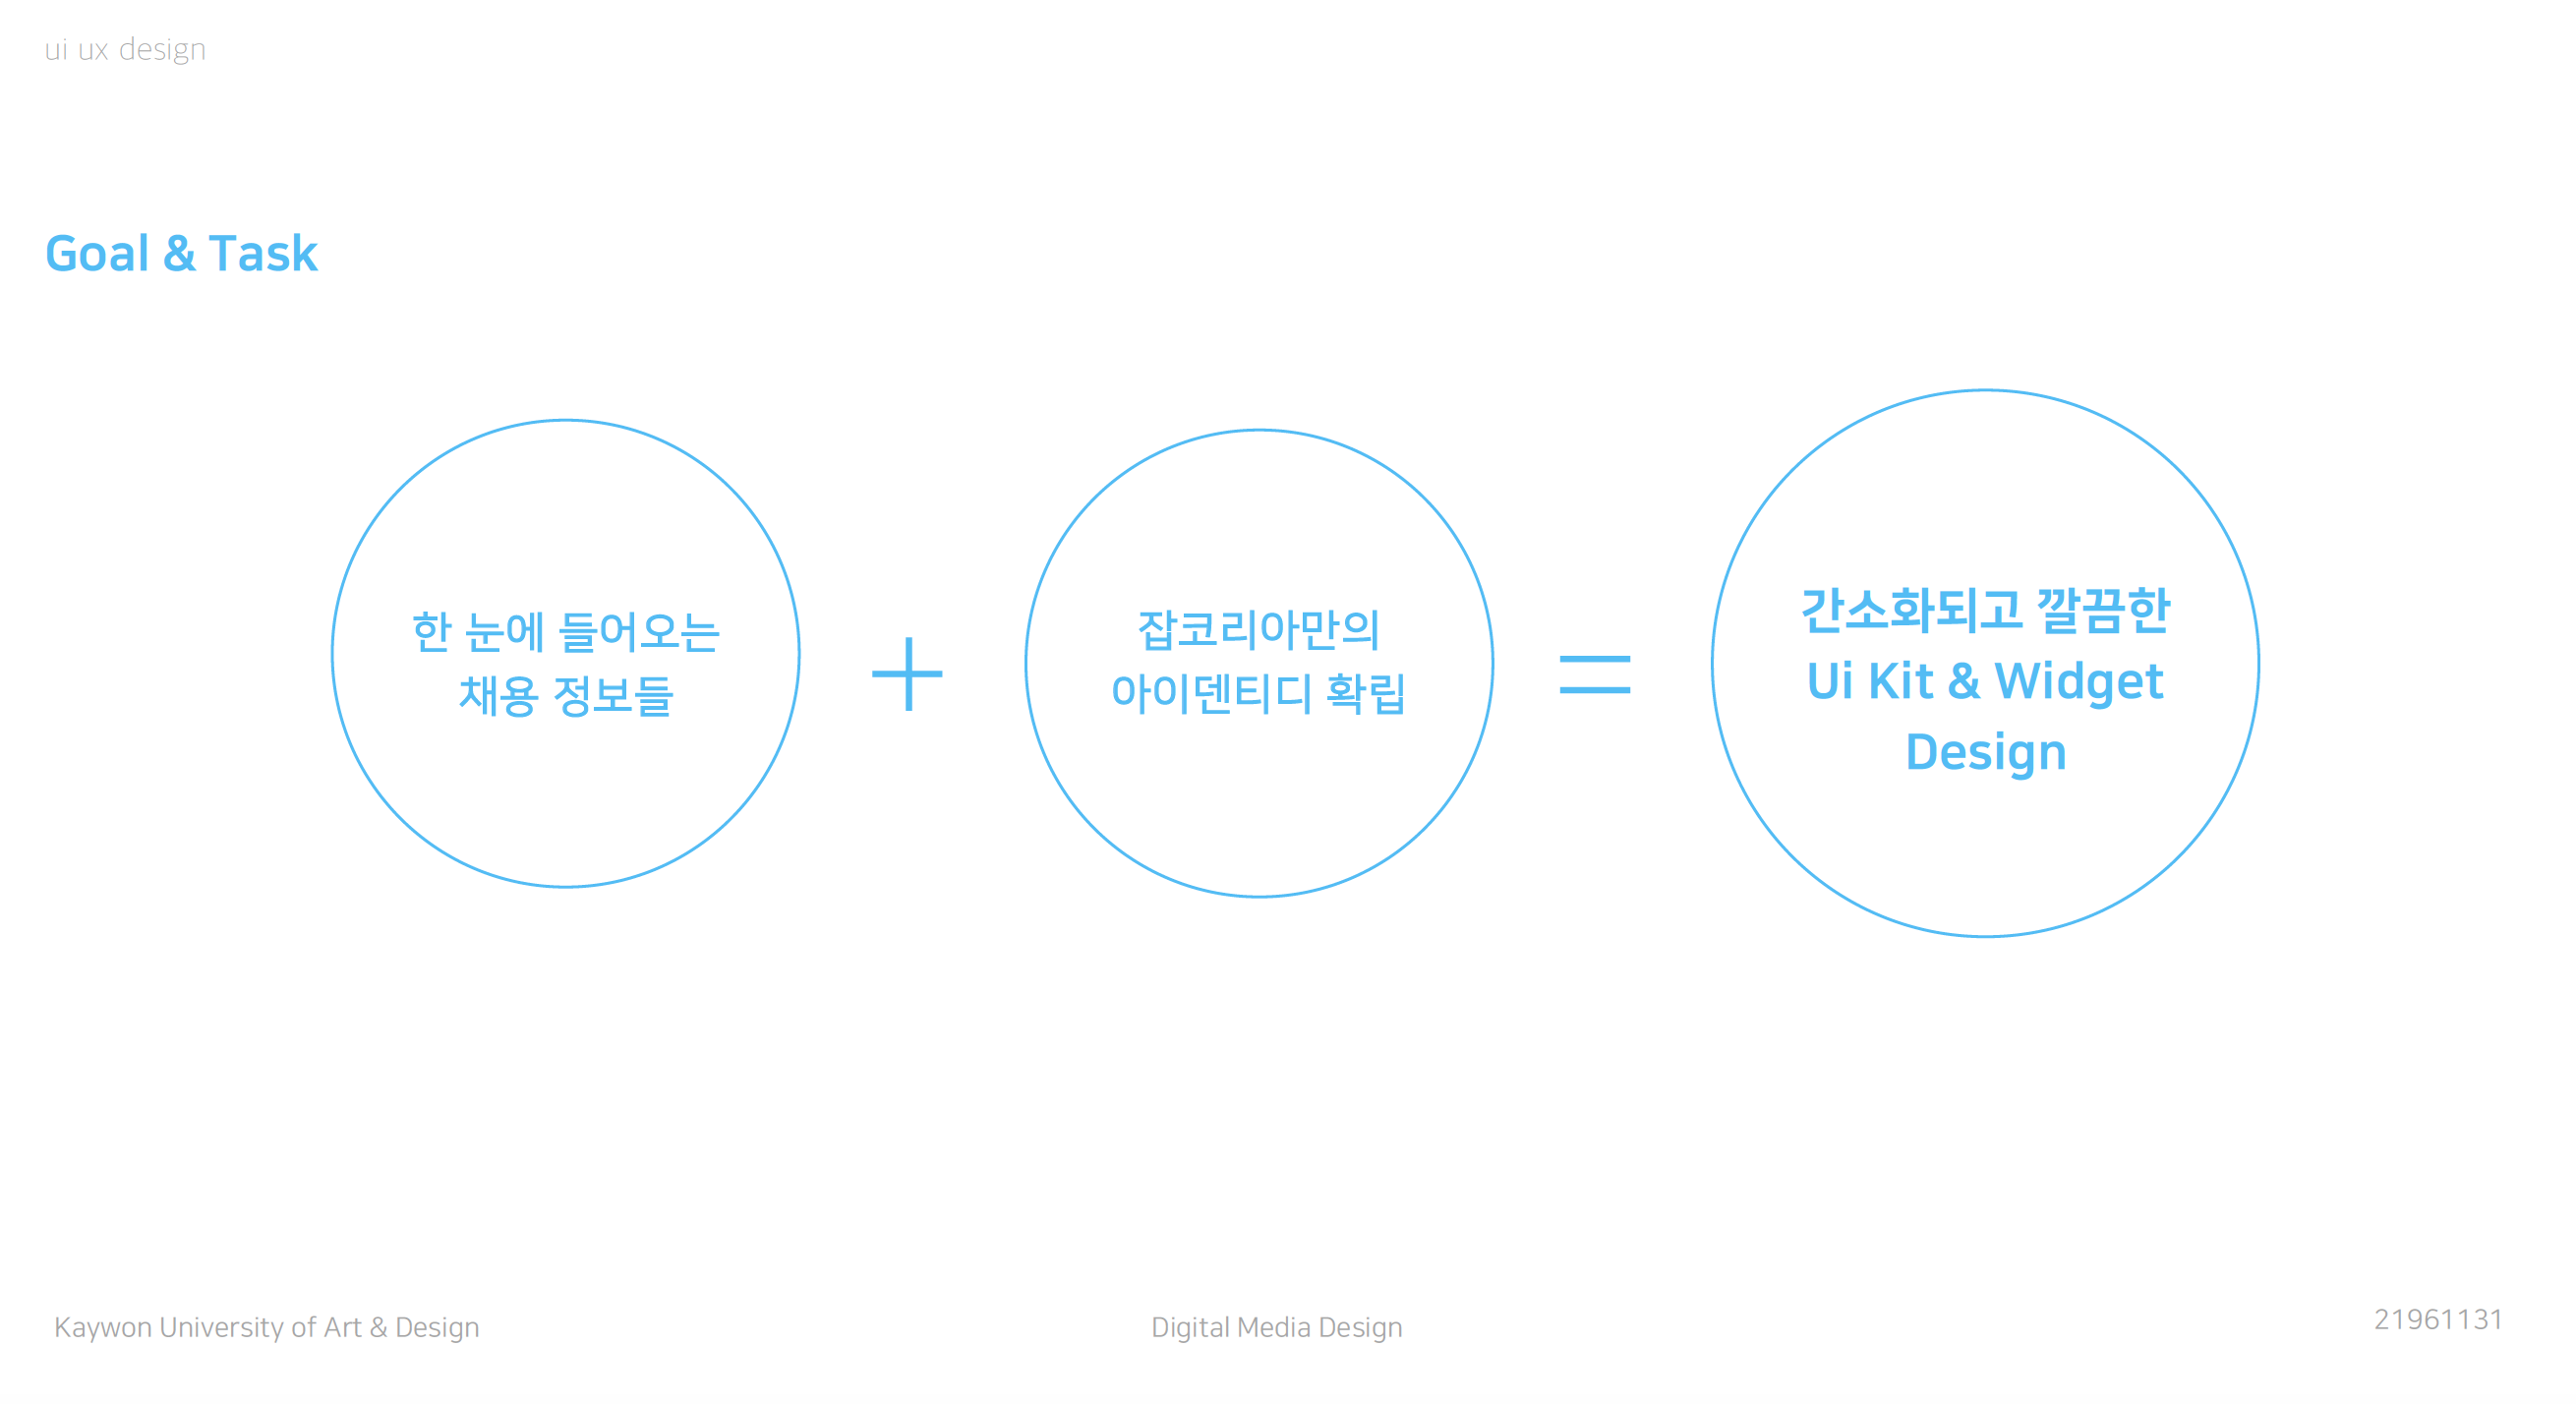 ui ux design
Goal & Task
한 눈에 들어오는
채용 정보들
+
잡코리아만의
아이덴티디 확립
=
간소화되고 깔끔한
Ui Kit & Widget
Design
Kaywon University of Art & Design
Digital Media Design
21961131